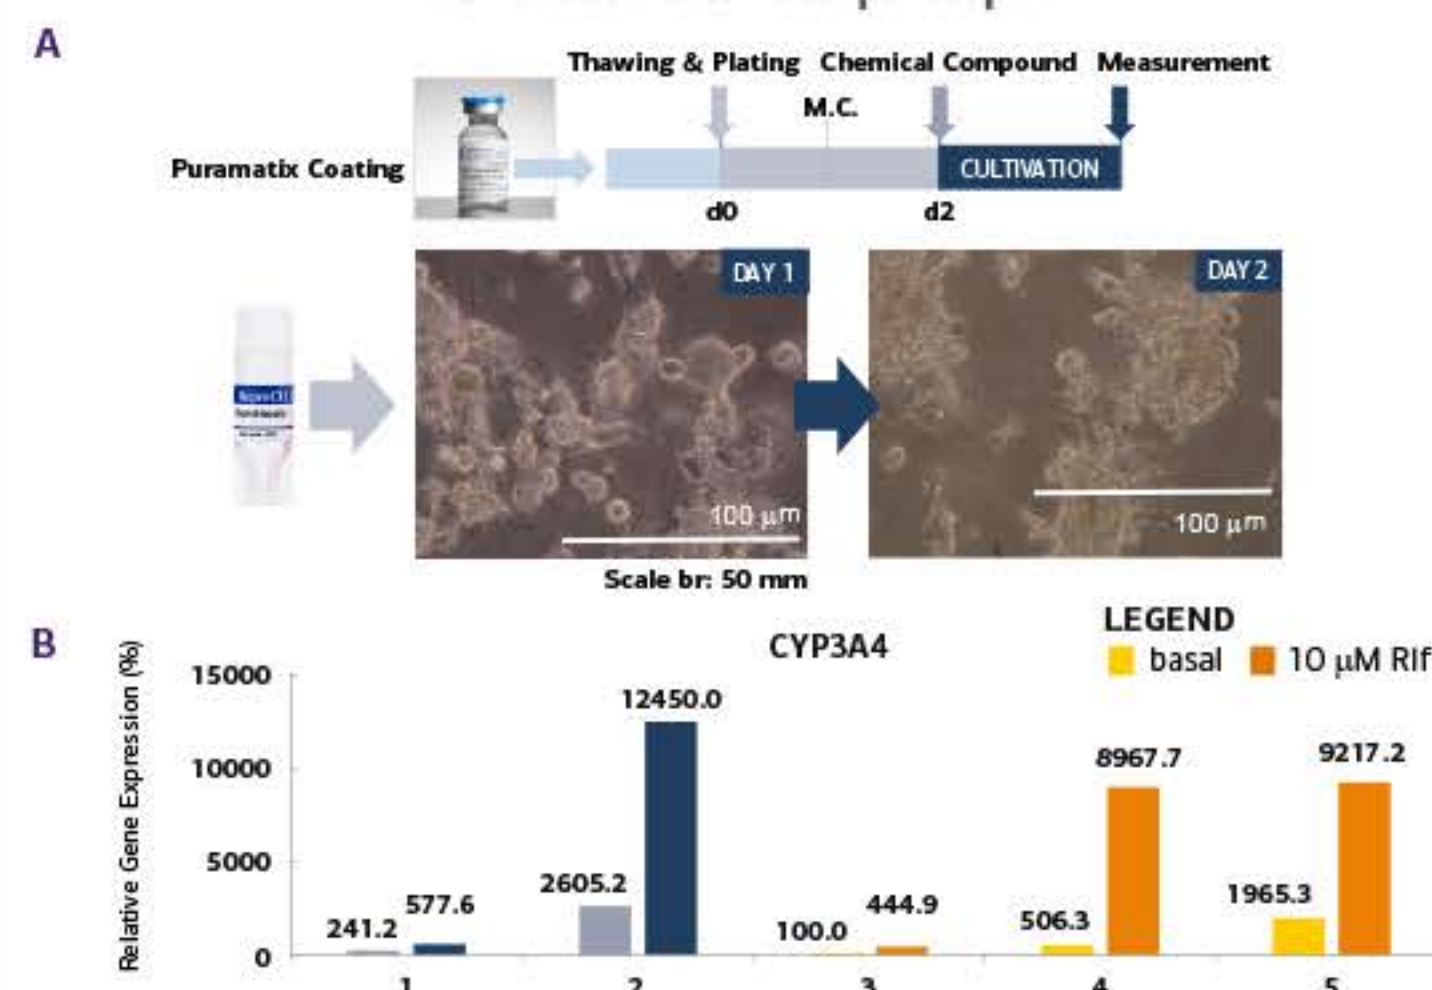 A
Thawing & Plating Chemical Compound Measurement
M.C.
Puramatix Coating
CULTIVATION
d0 d2
DAY 1
DAY 2
100 μm
100 μm
Scale br: 50 mm
B
LEGEND
CYP3A4
basal 10 μM RIf
Relative Gene Expression (%)
15000
10000
5000
0
241.2
577.6
2605.2
12450.0
100.0
444.9
506.3
8967.7
1965.3
9217.2
1 2 3 4 5